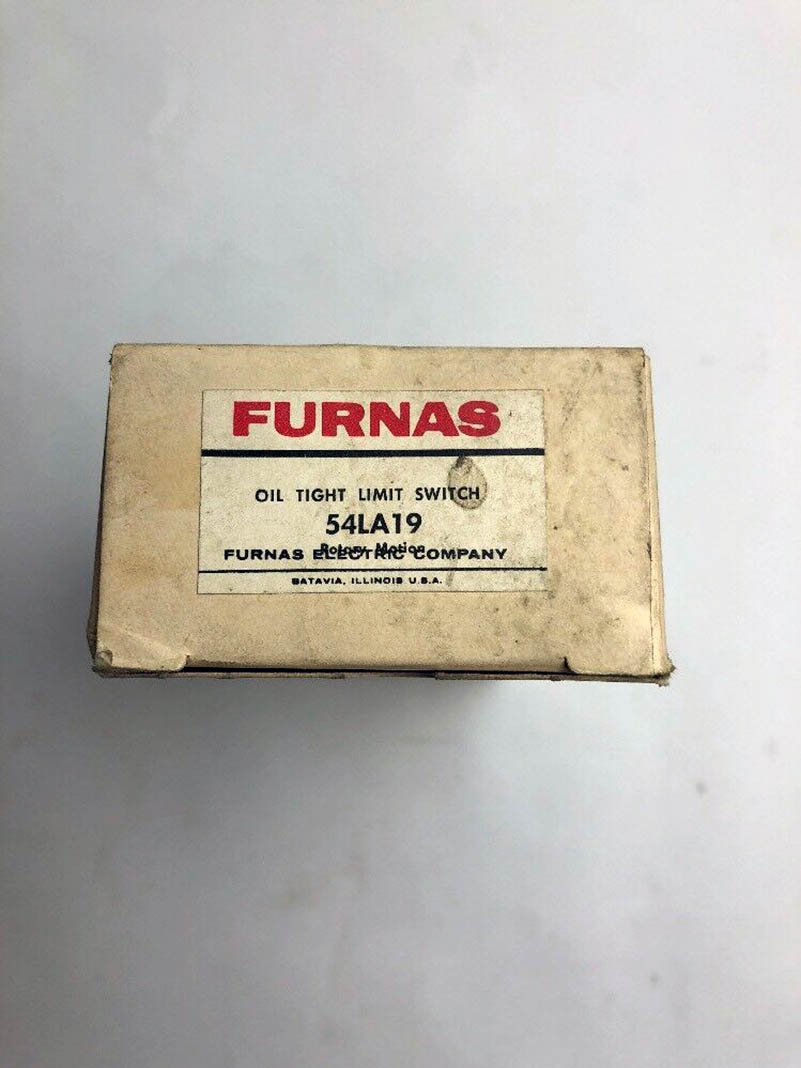 FURNAS
OIL TIGHT LIMIT SWITCH
54LA19
Rotary Motion
FURNAS ELECTRIC COMPANY
BATAVIA, ILLINOIS U.S.A.